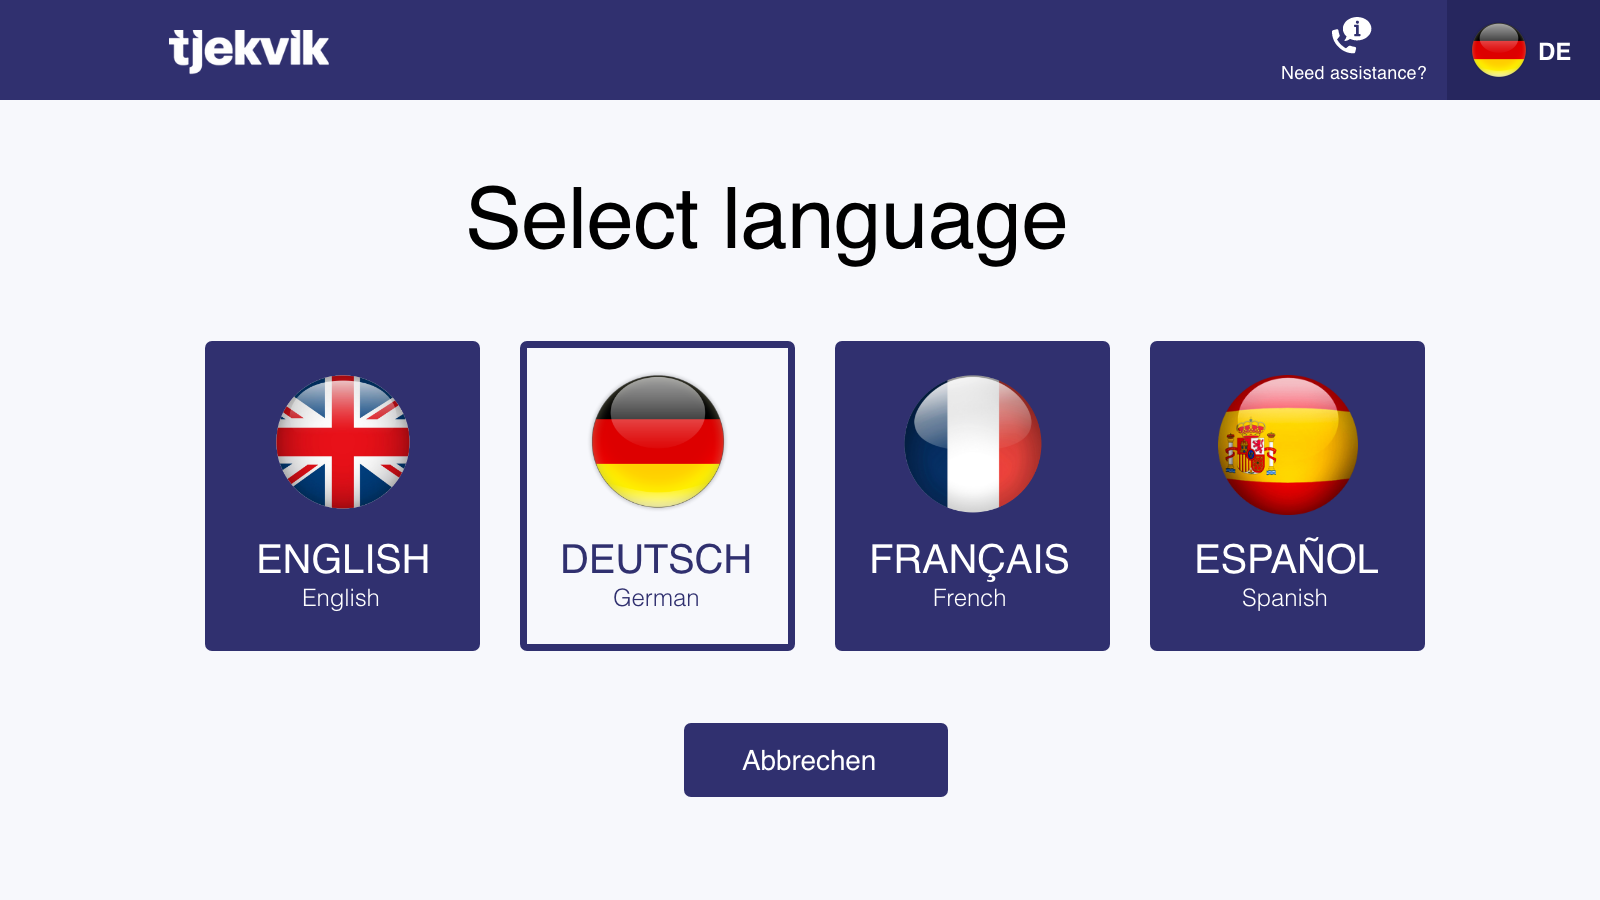 tjekvik
Need assistance?
DE
Select language
ENGLISH
English
DEUTSCH
German
FRANÇAIS
French
ESPAÑOL
Spanish
Abbrechen